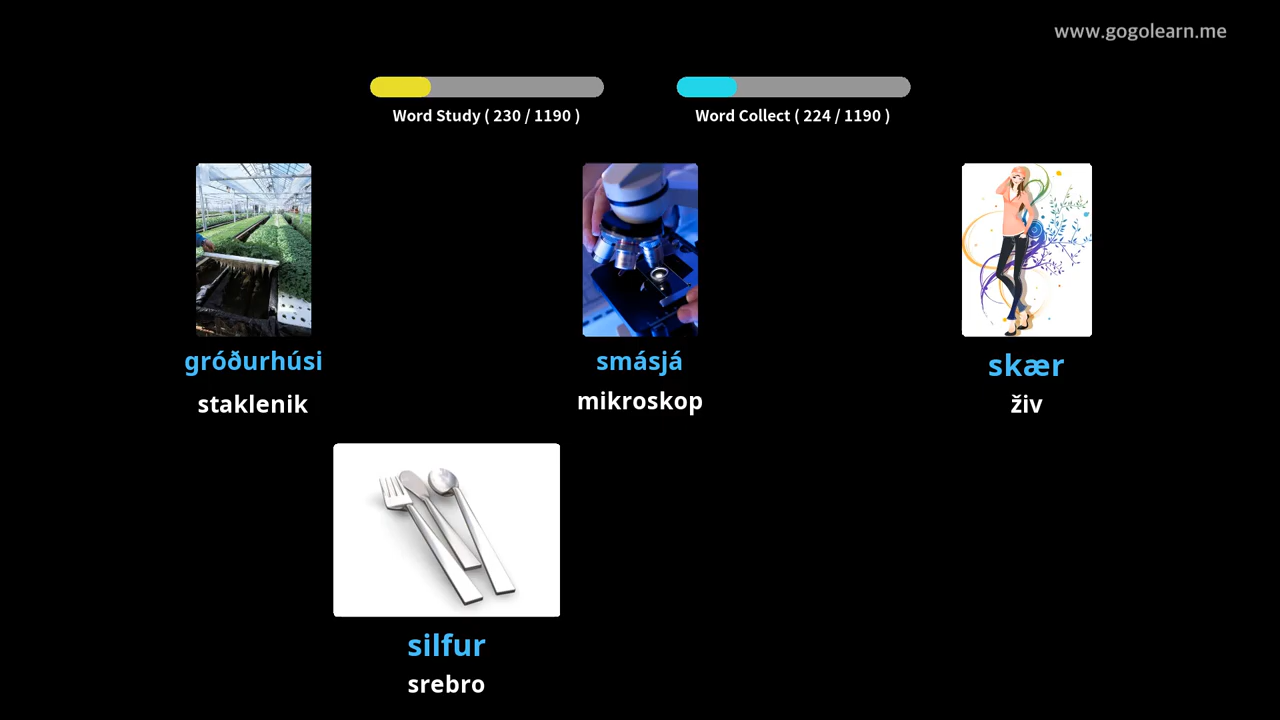 www.gogolearn.me
Word Study ( 230 / 1190 )
Word Collect ( 224 / 1190 )
gróðurhúsi
smásjá
skær
staklenik
mikroskop
živ
silfur
srebro